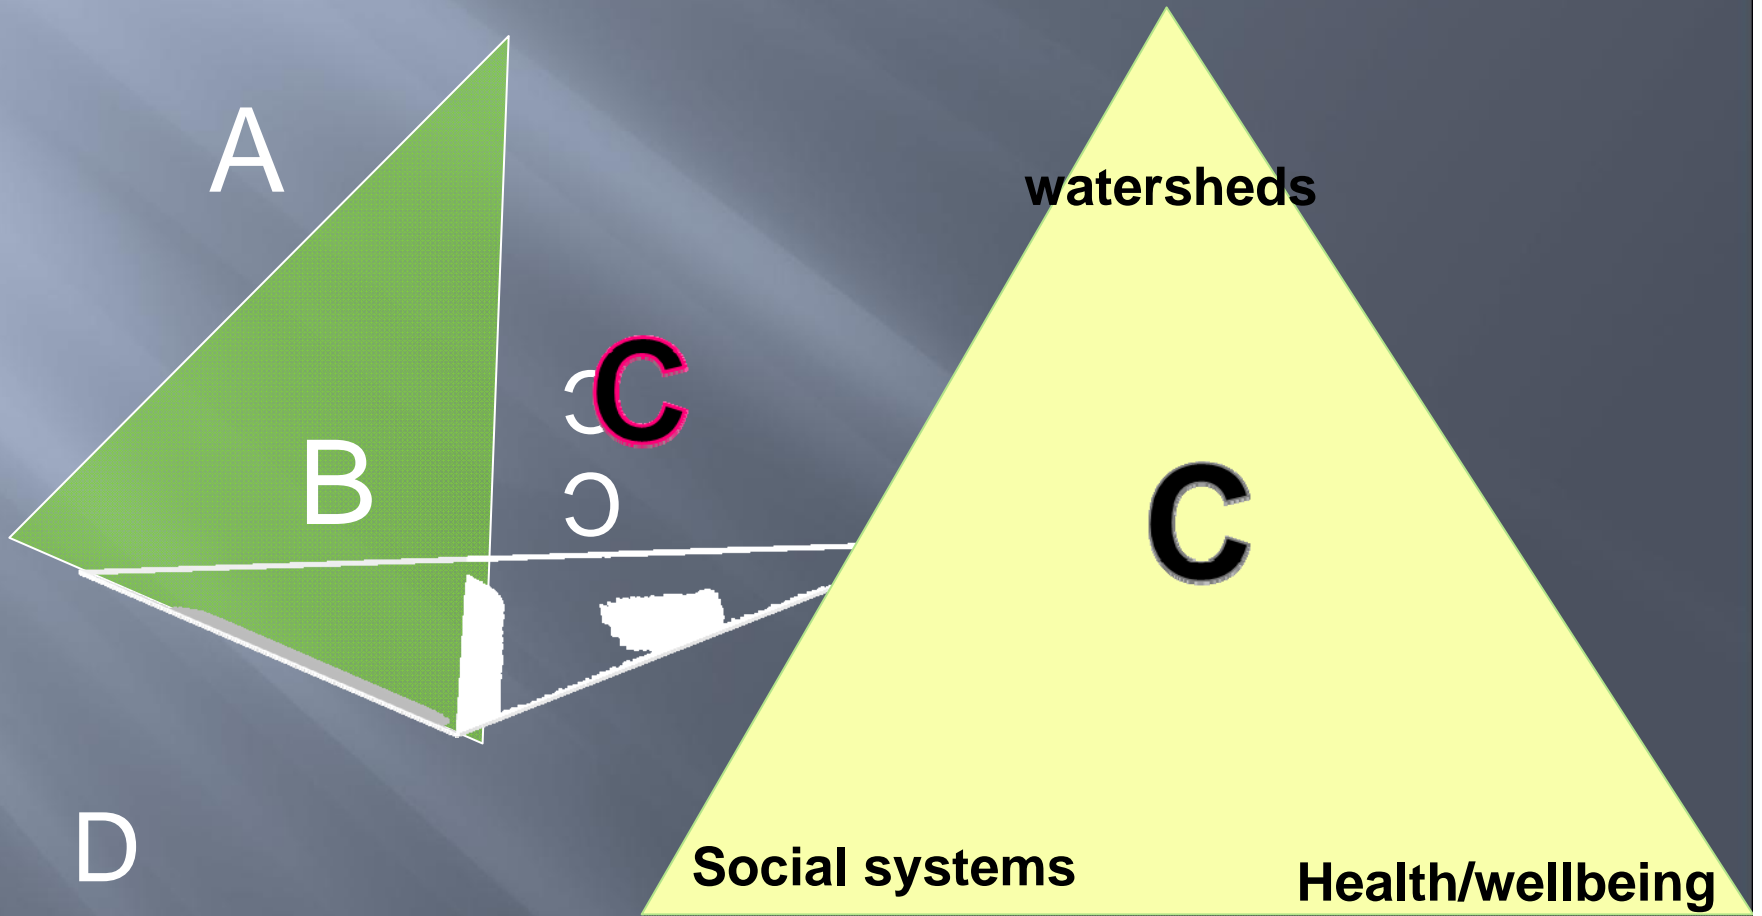 A
watersheds
C
Ɔ
B
Ɔ
C
D
Social systems
Health/wellbeing